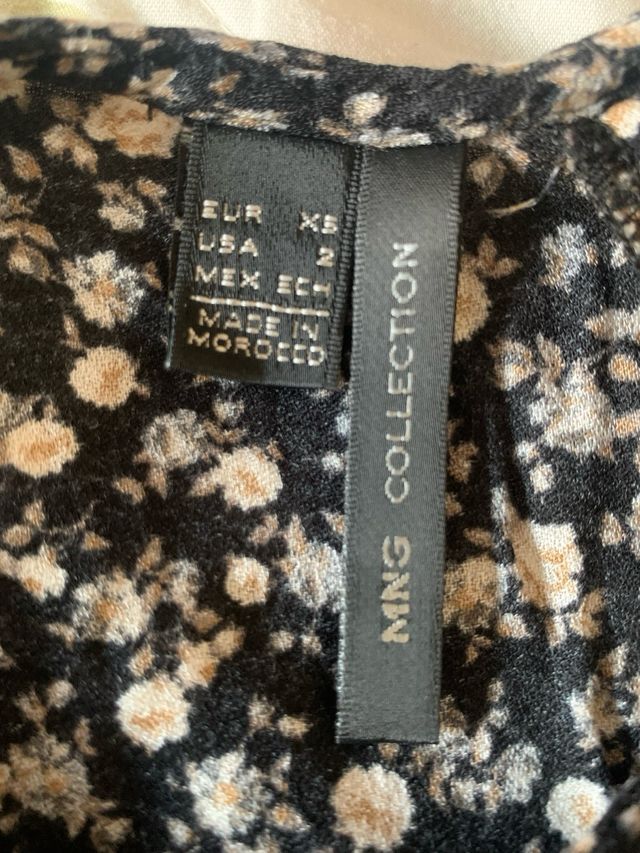 EUR XS
USA 2
MEX ECH
MADE IN
MOROCCO
MNG COLLECTION